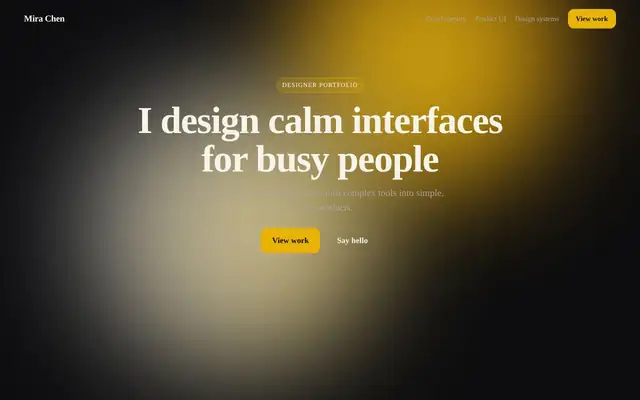 Mira Chen
Product UI
Design systems
View work
DESIGNER PORTFOLIO
I design calm interfaces
for busy people
complex tools into simple,
View work
Say hello